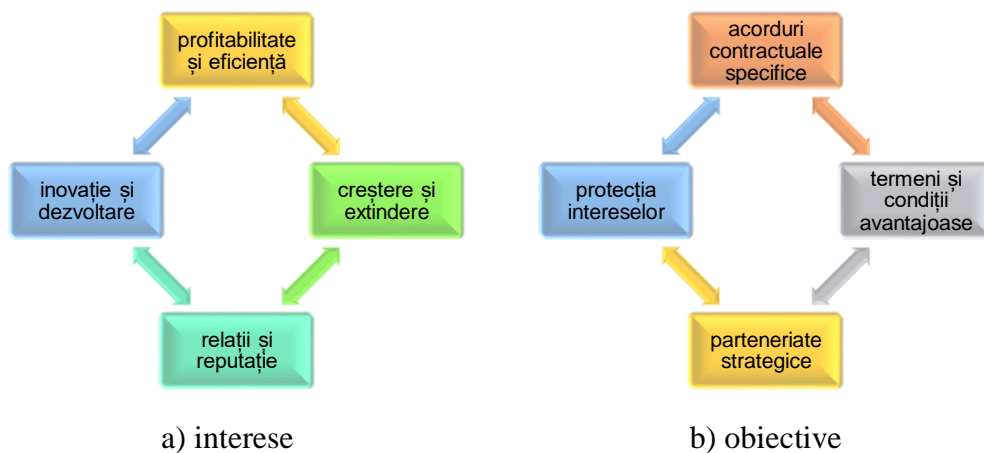 profitabilitate
și eficiență
inovație și
dezvoltare
creștere și
extindere
relații și
reputație
a) interese
acorduri
contractuale
specifice
protecția
intereselor
termeni și
condiții
avantajoase
parteneriate
strategice
b) obiective